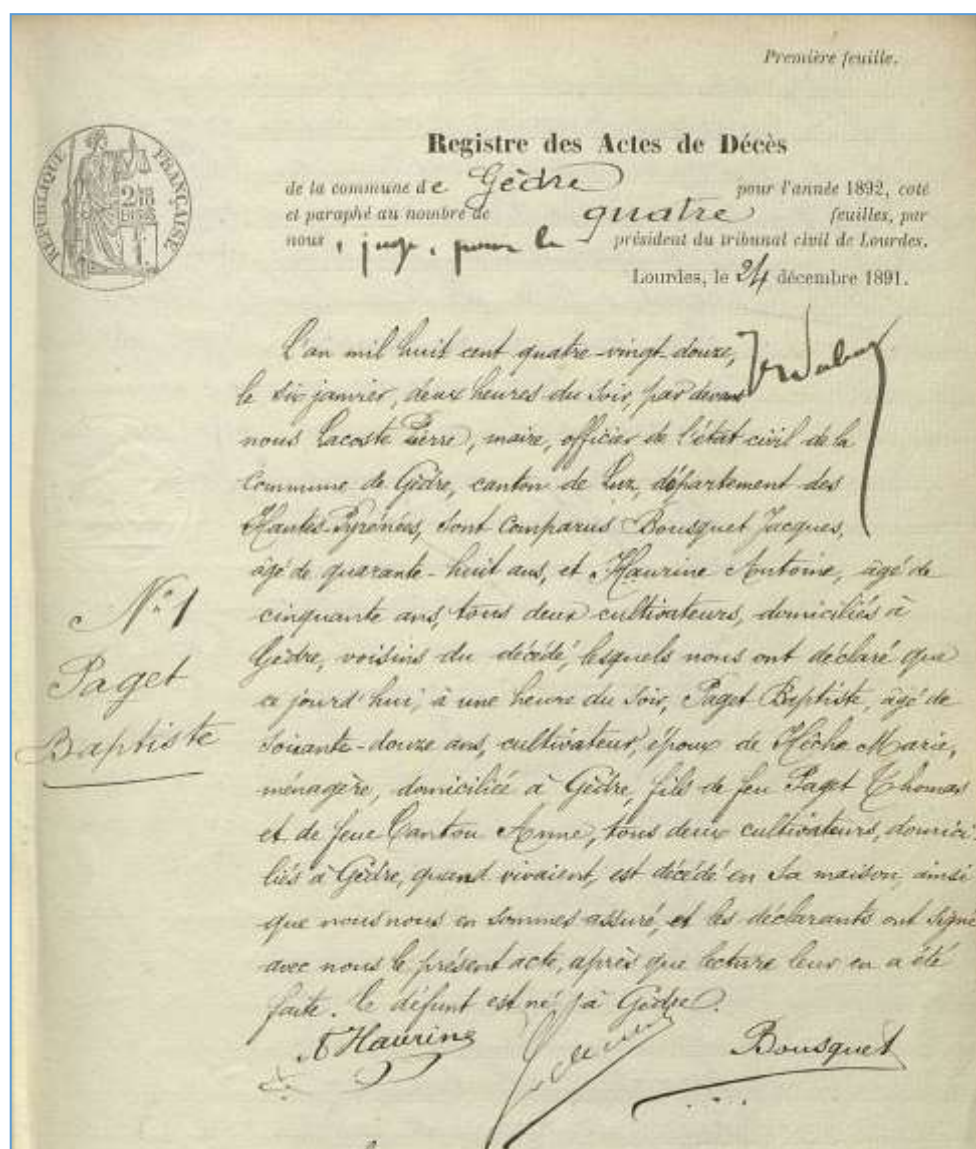 Première feuille.
RÉPUBLIQUE FRANÇAISE
Registre des Actes de Décès
de la commune de Gèdre pour l'année 1892, coté
et paraphé au nombre de quatre feuilles, par
nous, juge, pour le président du tribunal civil de Lourdes.
Lourdes, le 24 décembre 1891.
L'an mil huit cent quatre-vingt-douze,
le six janvier, deux heures du soir, par devant
nous Lacoste Pierre, maire, officier de l'état civil de la
Commune de Gèdre, canton de Luz, département des
Hautes-Pyrénées, sont comparus Bousquet Jacques,
âgé de quarante-huit ans, et Haurine Antoine, âgé de
cinquante ans, tous deux cultivateurs, domiciliés à
Gèdre, voisins du décédé, lesquels nous ont déclaré que
ce jourd'hui, à une heure du soir, Paget Baptiste, âgé de
soixante-douze ans, cultivateur, époux de Hèche Marie,
ménagère, domiciliée à Gèdre, fils de feu Paget Thomas
et de feue Cantou Anne, tous deux cultivateurs, domici-
liés à Gèdre, quand vivaient, est décédé en sa maison, ainsi
que nous nous en sommes assuré, et les déclarants ont signé
avec nous le présent acte, après que lecture leur en a été
faite. Le défunt est né à Gèdre.
N° 1
Paget
Baptiste
A Haurine
Bousquet